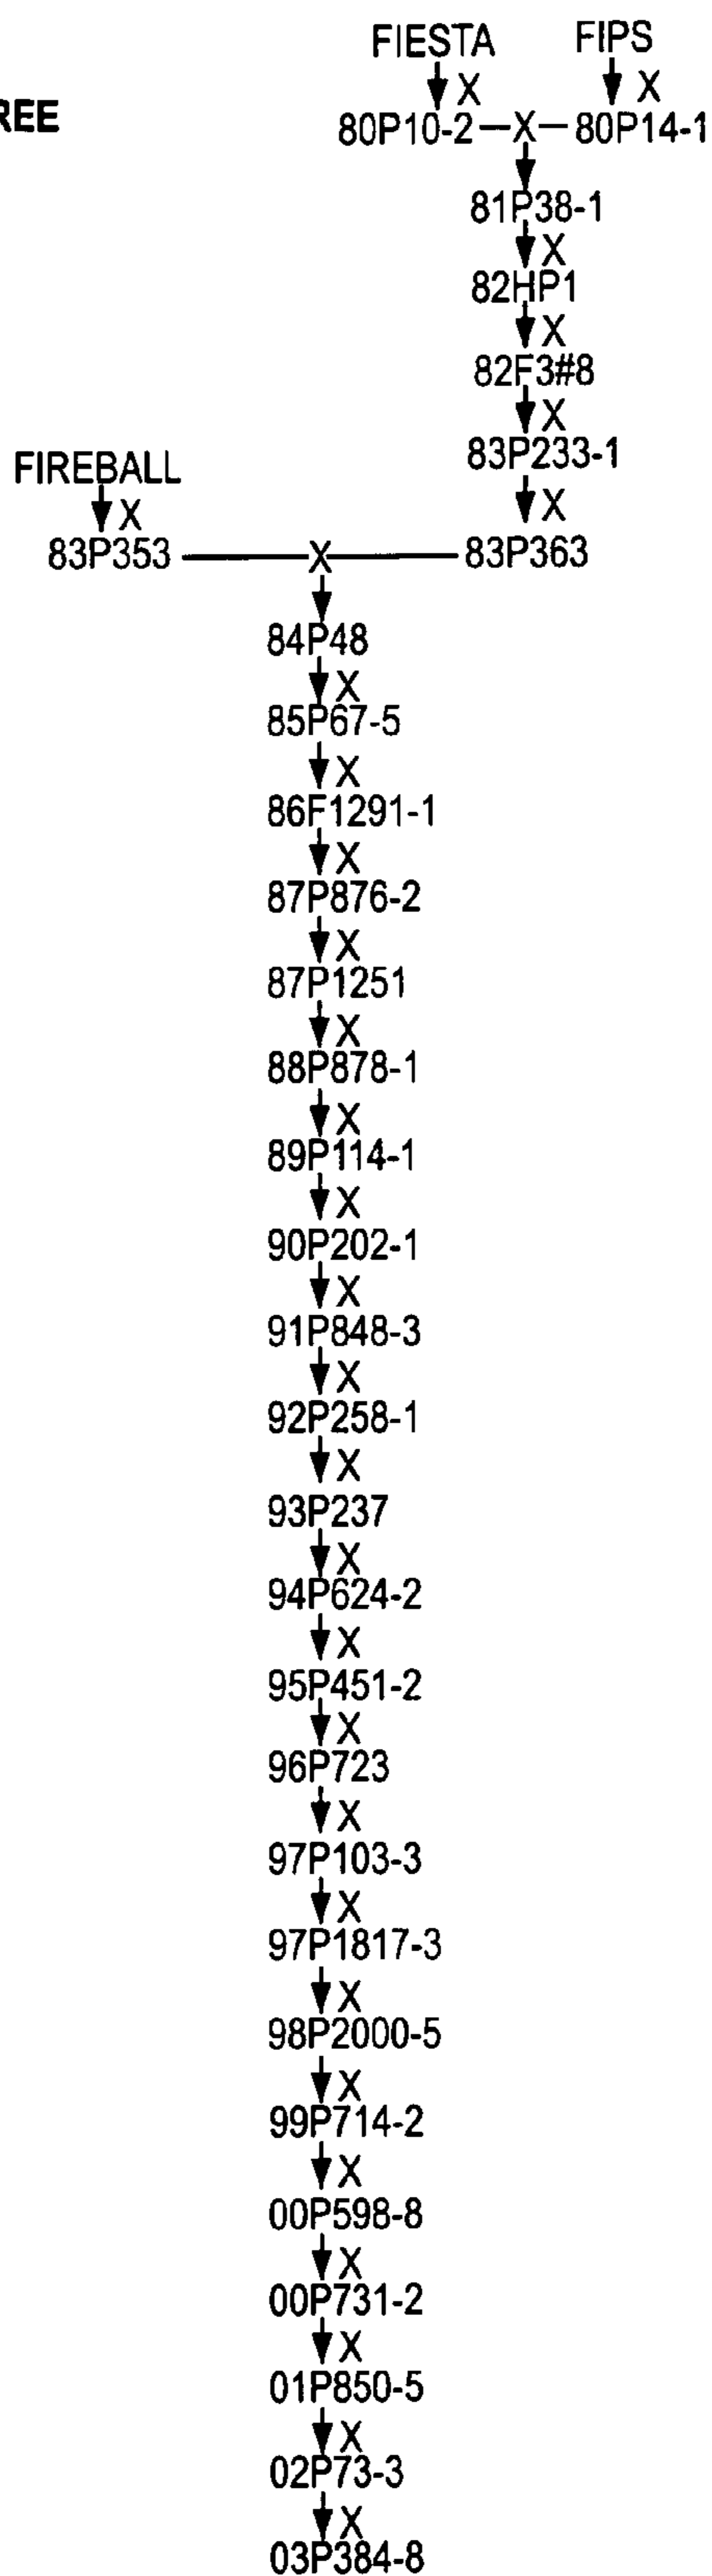 FIESTA FIPS
X X
REE
80P10-2 X 80P14-1
81P38-1
X
82HP1
X
82F3#8
X
83P233-1
FIREBALL
X X
83P353 X 83P363
84P48
X
85P67-5
X
86F1291-1
X
87P876-2
X
87P1251
X
88P878-1
X
89P114-1
X
90P202-1
X
91P848-3
X
92P258-1
X
93P237
X
94P624-2
X
95P451-2
X
96P723
X
97P103-3
X
97P1817-3
X
98P2000-5
X
99P714-2
X
00P598-8
X
00P731-2
X
01P850-5
X
02P73-3
X
03P384-8